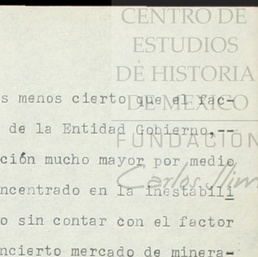 CENTRO DE
ESTUDIOS
DE HISTORIA
DE MEXICO
FUNDACIÓN
Carlos Slim
s menos cierto que el fac-
de la Entidad Gobierno,--
ción mucho mayor por medio
ncentrado en la inestabili
o sin contar con el factor
ncierto mercado de minera-